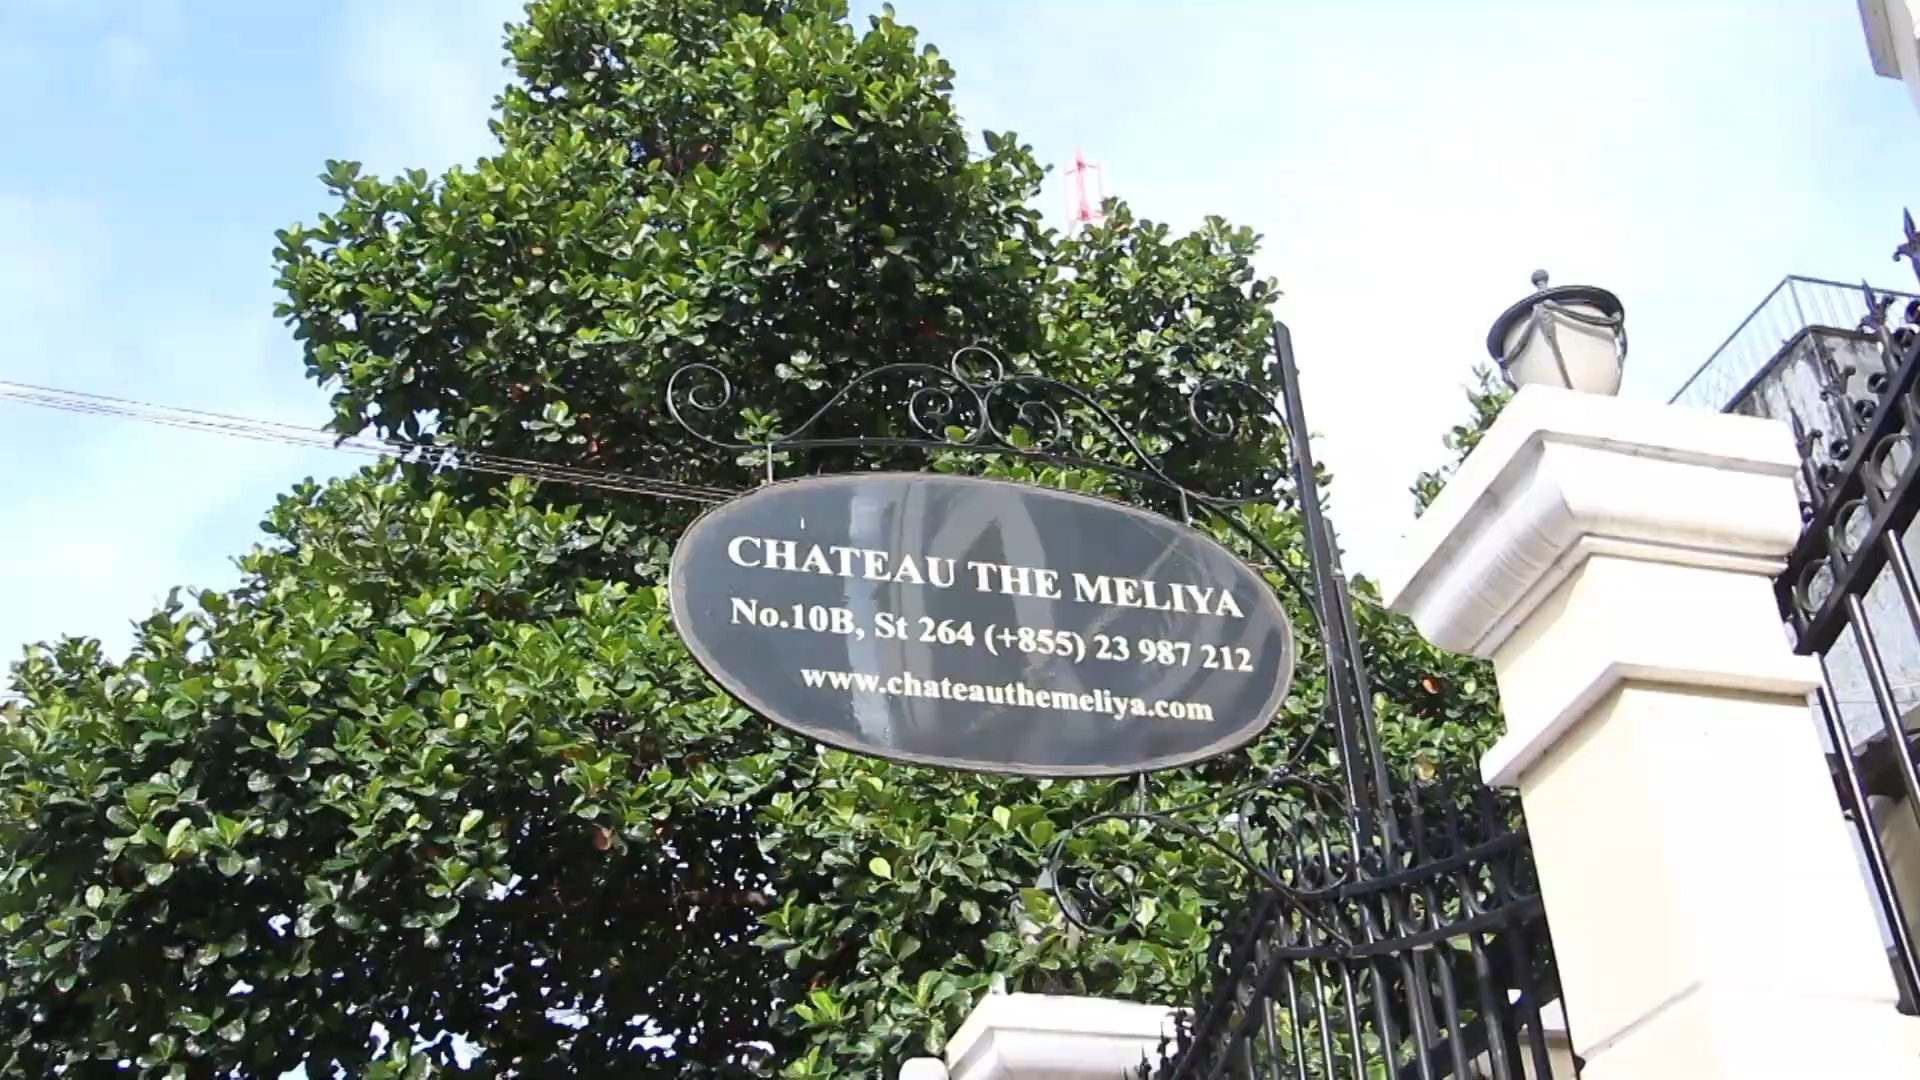 CHATEAU THE MELIYA
No.10B, St 264 (+855) 23 987 212
www.chateauthemeliya.com